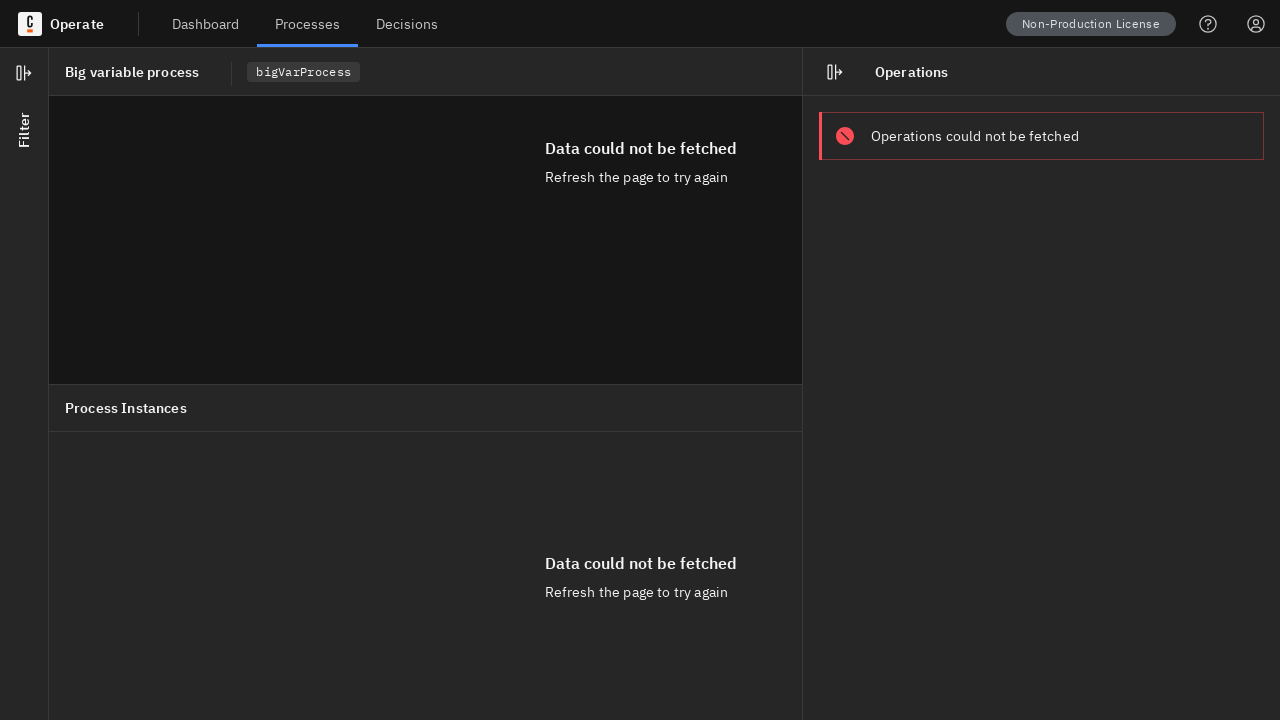 Operate
Dashboard
Processes
Decisions
Non-Production License
Filter
Big variable process
bigVarProcess
Data could not be fetched
Refresh the page to try again
Process Instances
Data could not be fetched
Refresh the page to try again
Operations
Operations could not be fetched